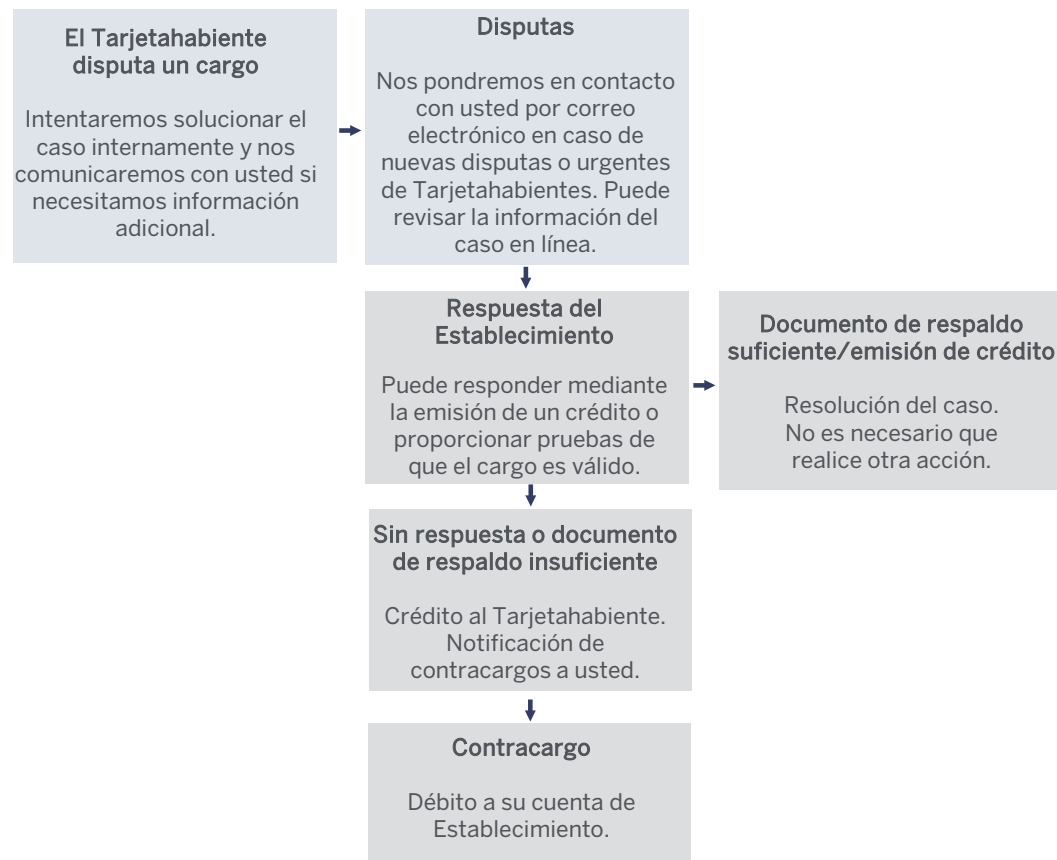 El Tarjetahabiente
disputa un cargo
Intentaremos solucionar el
caso internamente y nos
comunicaremos con usted si
necesitamos información
adicional.
Disputas
Nos pondremos en contacto
con usted por correo
electrónico en caso de
nuevas disputas o urgentes
de Tarjetahabientes. Puede
revisar la información del
caso en línea.
Respuesta del
Establecimiento
Puede responder mediante
la emisión de un crédito o
proporcionar pruebas de
que el cargo es válido.
Documento de respaldo
suficiente/emisión de crédito
Resolución del caso.
No es necesario que
realice otra acción.
Sin respuesta o documento
de respaldo insuficiente
Crédito al Tarjetahabiente.
Notificación de
contracargos a usted.
Contracargo
Débito a su cuenta de
Establecimiento.